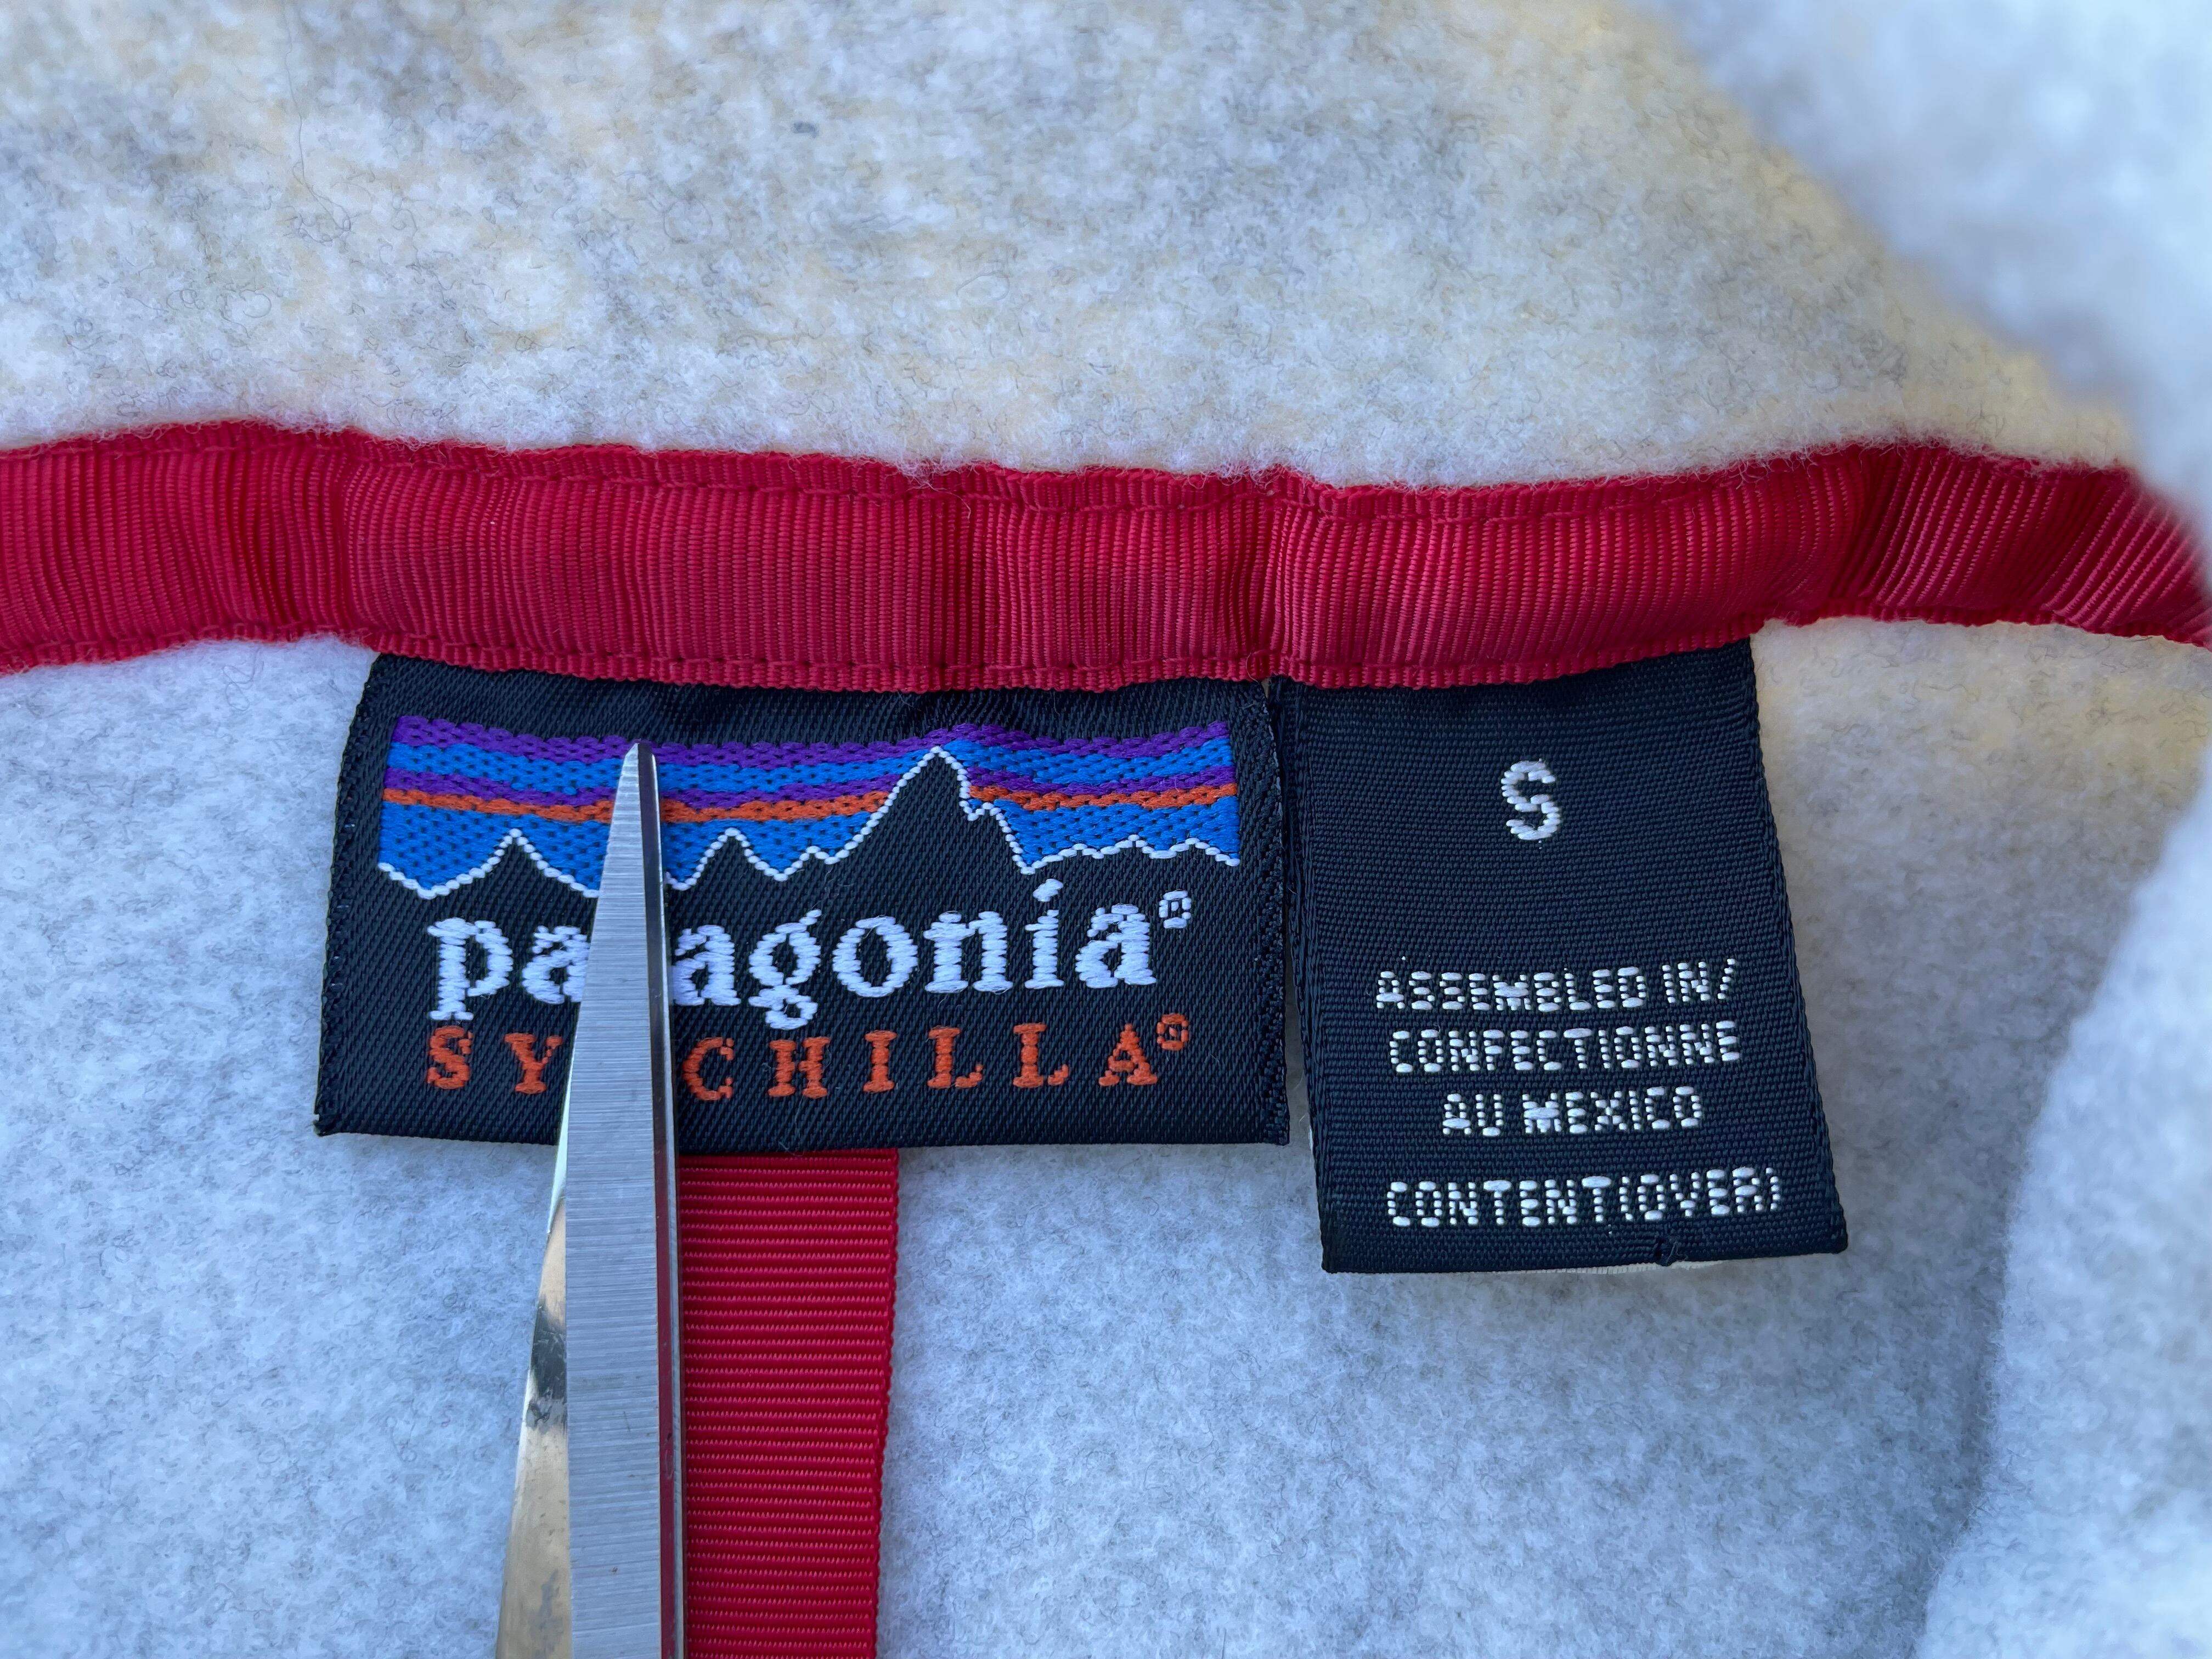 pa agonia®
SY CHILLA®
S
ASSEMBLED IN/
CONFECTIONNE
AU MEXICO
CONTENT(OVER)